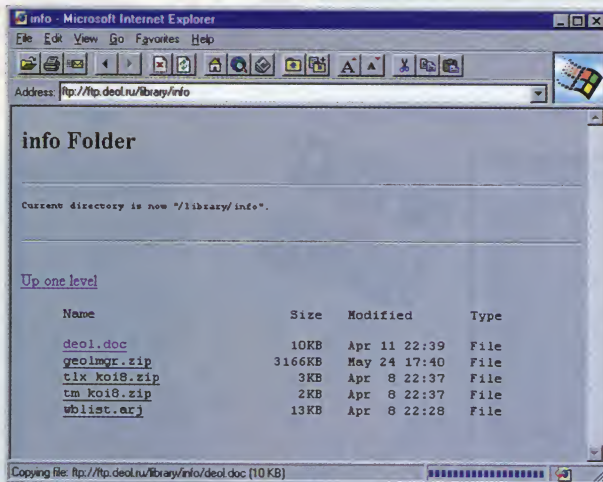 info - Microsoft Internet Explorer
File Edit View Go Favorites Help
Address: ftp://ftp.deol.ru/library/info
info Folder
Current directory is now "/library/info".
Up one level
Name Size Modified Type
deol.doc 10KB Apr 11 22:39 File
geolmgr.zip 3166KB May 24 17:40 File
tlx koi8.zip 3KB Apr 8 22:37 File
tm koi8.zip 2KB Apr 8 22:37 File
wblist.arj 13KB Apr 8 22:28 File
Copying file: ftp://ftp.deol.ru/library/info/deol.doc (10 KB)